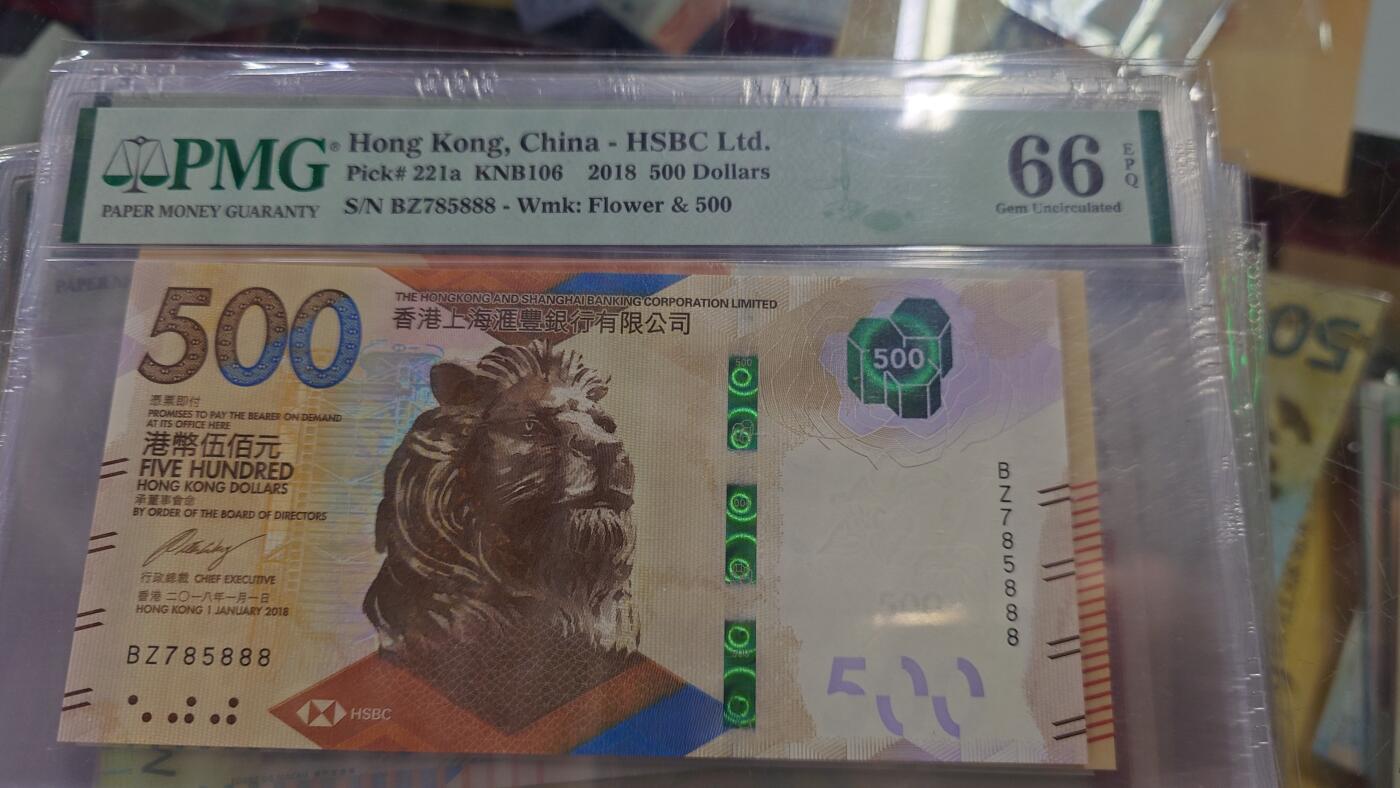 PMG®
PAPER MONEY GUARANTY
Hong Kong, China - HSBC Ltd.
Pick# 221a KNB106 2018 500 Dollars
S/N BZ785888 - Wmk: Flower & 500
66
EPQ
Gem Uncirculated
500
THE HONGKONG AND SHANGHAI BANKING CORPORATION LIMITED
香港上海滙豐銀行有限公司
500
憑票即付
PROMISES TO PAY THE BEARER ON DEMAND
AT ITS OFFICE HERE
港幣伍佰元
FIVE HUNDRED
HONG KONG DOLLARS
承董事會命
BY ORDER OF THE BOARD OF DIRECTORS
行政總裁 CHIEF EXECUTIVE
香港 二〇一八年一月一日
HONG KONG 1 JANUARY 2018
BZ785888
HSBC
500
BZ785888
500
500
50